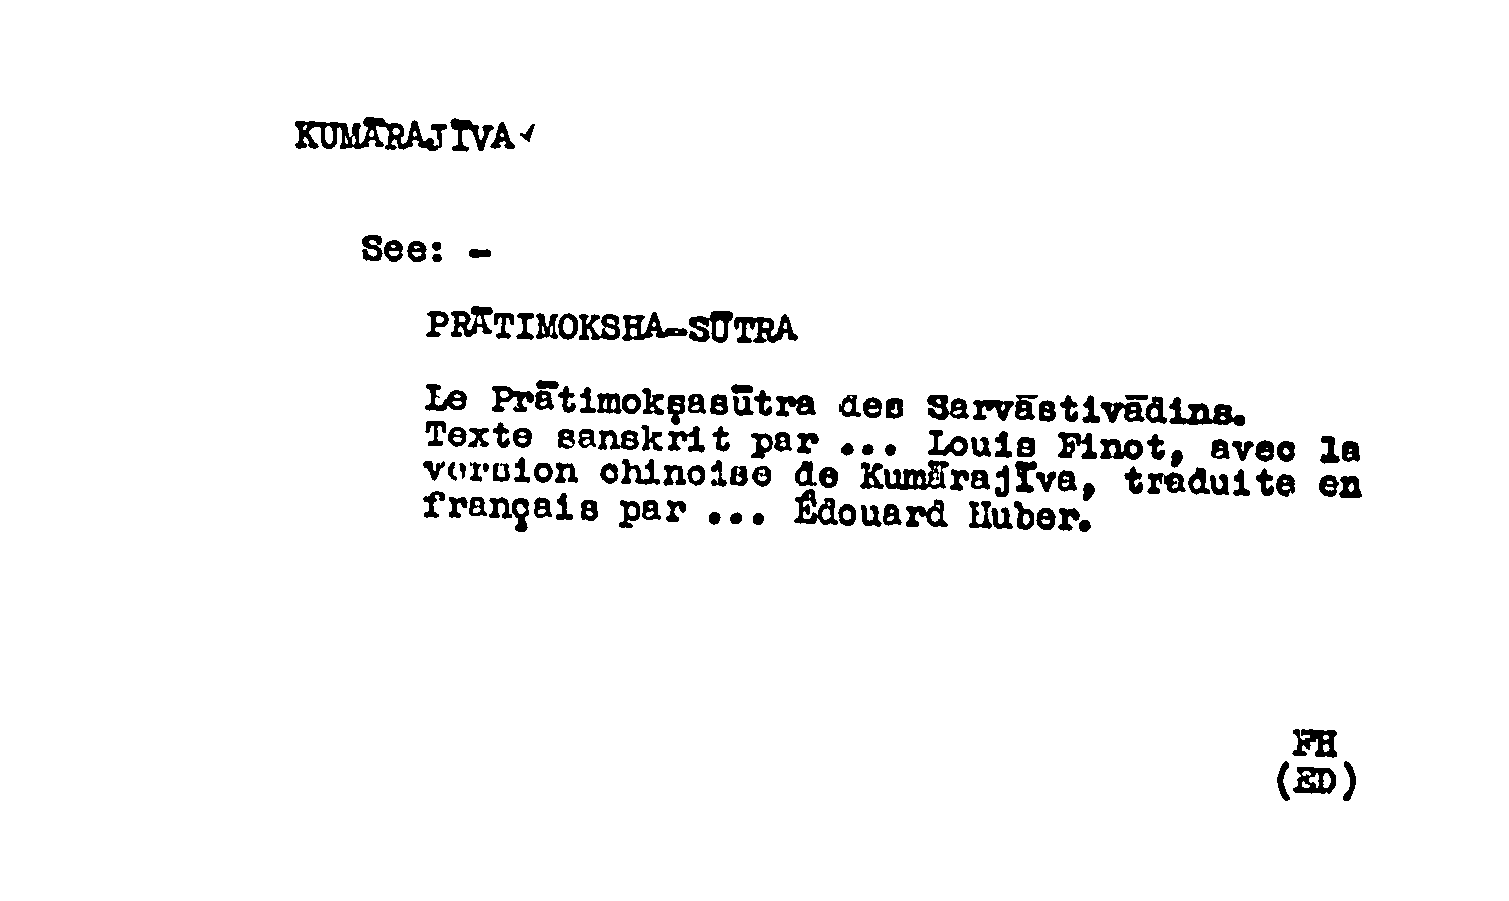 KUMĀRAJĪVA✓
See: -
PRĀTIMOKSHA-SŪTRA
Le Prātimokṣasūtra des Sarvāstivādins.
Texte sanskrit par ... Louis Finot, avec la
version chinoise de Kumārajīva, traduite en
français par ... Édouard Huber.
FH
(ED)